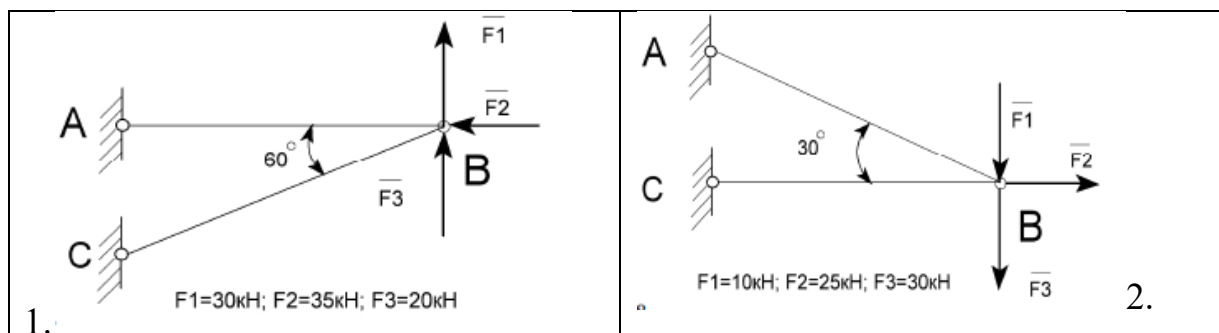 F1
A
F2
60°
F3
B
C
F1=30кН; F2=35кН; F3=20кН
1.
A
F1
30°
F2
C
B
F1=10кН; F2=25кН; F3=30кН
F3
2.